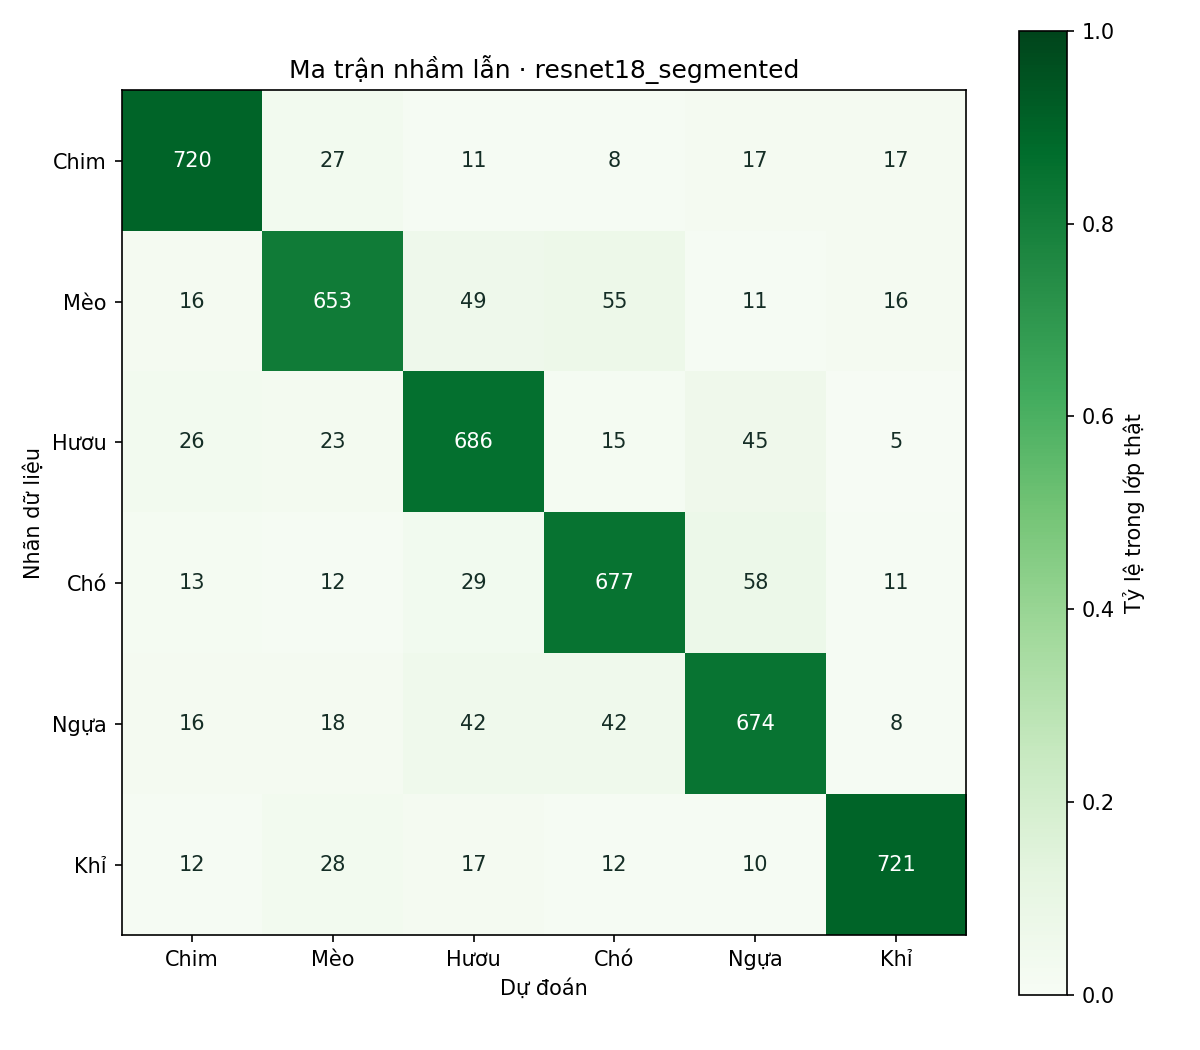 Ma trận nhầm lẫn · resnet18_segmented
Chim 720 27 11 8 17 17
Mèo 16 653 49 55 11 16
Hươu 26 23 686 15 45 5
Chó 13 12 29 677 58 11
Ngựa 16 18 42 42 674 8
Khỉ 12 28 17 12 10 721
Chim Mèo Hươu Chó Ngựa Khỉ
Dự đoán
Nhãn dữ liệu
1.0
0.8
0.6
0.4
0.2
0.0
Tỷ lệ trong lớp thật